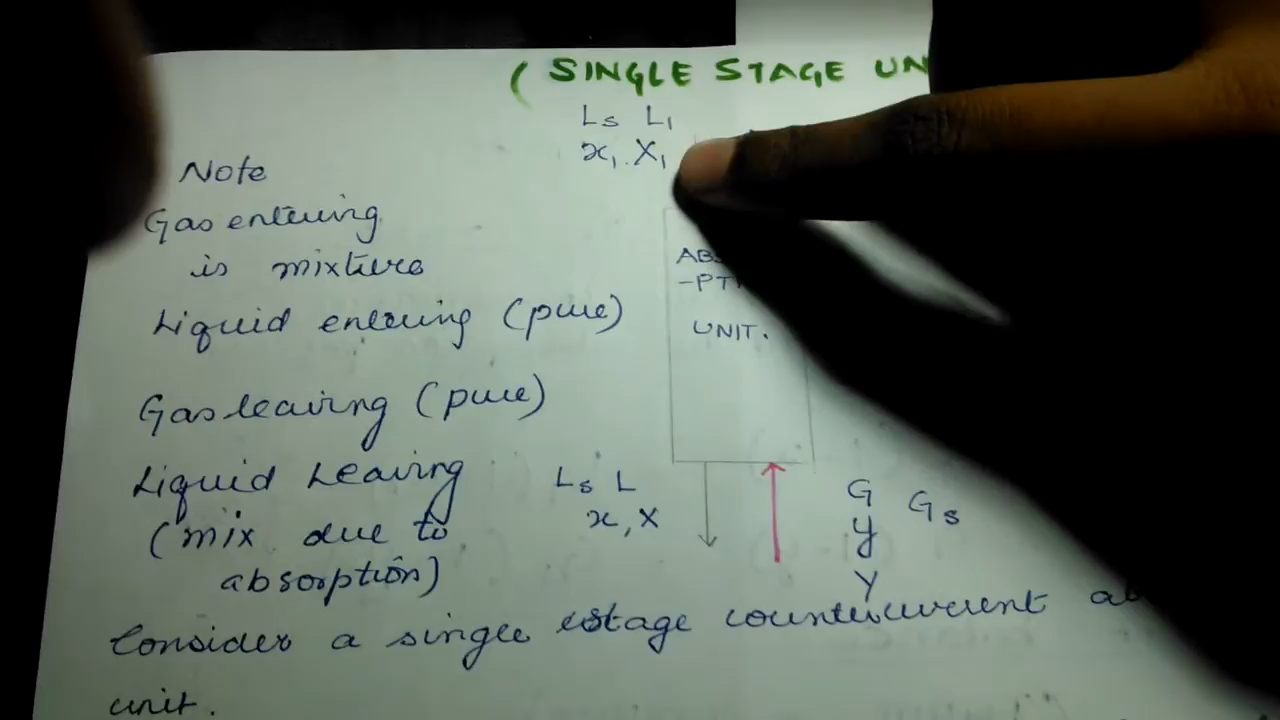 ( SINGLE STAGE UN
Ls L1
x1. X1
Note
Gas entering
is mixture
Liquid entering (pure)
UNIT.
Gas leaving (pure)
Liquid Leaving
(mix due to
absorption)
Ls L
x, X
G Gs
y
Y
Consider a single stage countercurrent
unit.